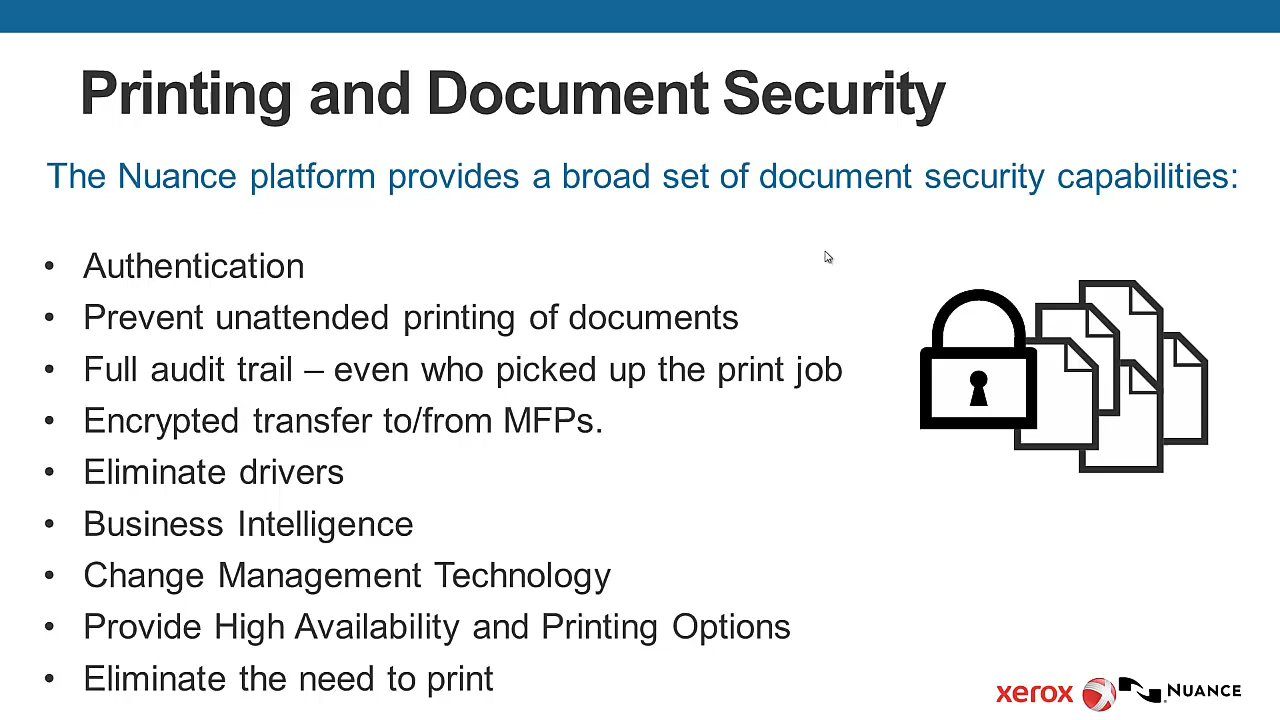 Printing and Document Security
The Nuance platform provides a broad set of document security capabilities:
• Authentication
• Prevent unattended printing of documents
• Full audit trail – even who picked up the print job
• Encrypted transfer to/from MFPs.
• Eliminate drivers
• Business Intelligence
• Change Management Technology
• Provide High Availability and Printing Options
• Eliminate the need to print
xerox NUANCE